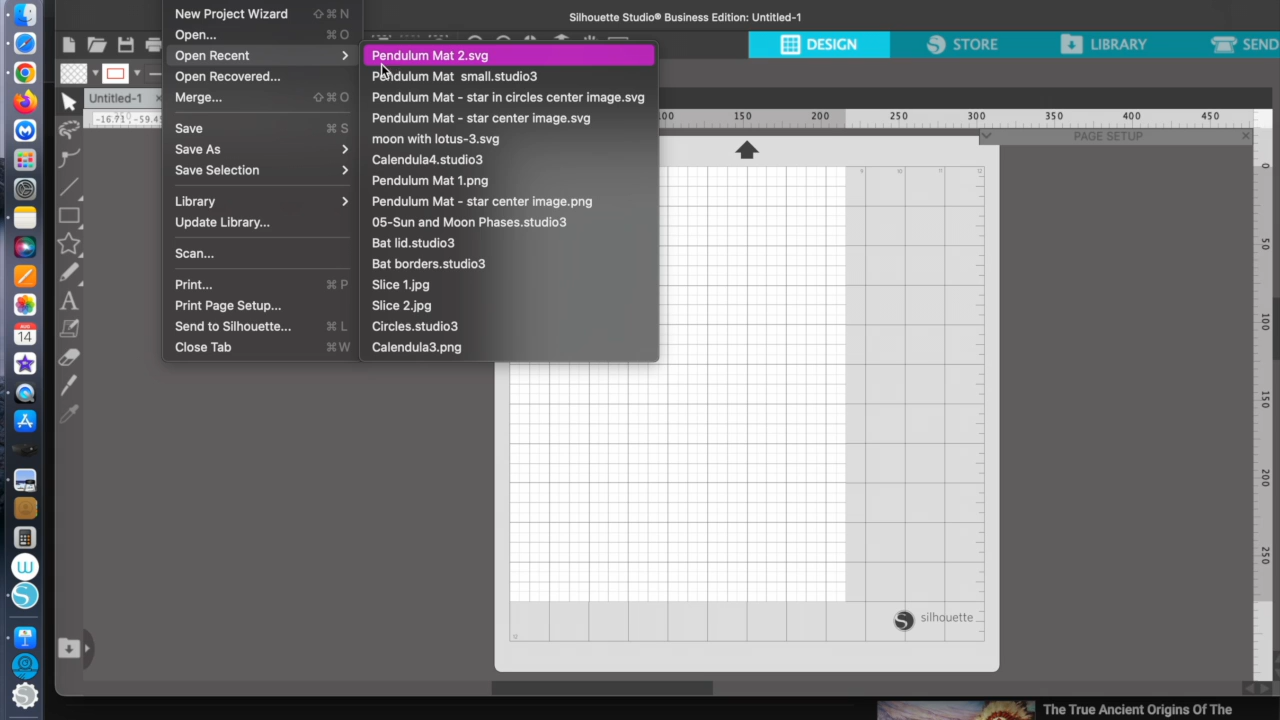 Silhouette Studio® Business Edition: Untitled-1
New Project Wizard ⇧ ⌘ N
Open... ⌘ O
Open Recent
Open Recovered...
Merge... ⇧ ⌘ O
Save ⌘ S
Save As
Save Selection
Library
Update Library...
Scan...
Print... ⌘ P
Print Page Setup...
Send to Silhouette... ⌘ L
Close Tab ⌘ W
Pendulum Mat 2.svg
Pendulum Mat small.studio3
Pendulum Mat - star in circles center image.svg
Pendulum Mat - star center image.svg
moon with lotus-3.svg
Calendula4.studio3
Pendulum Mat 1.png
Pendulum Mat - star center image.png
05-Sun and Moon Phases.studio3
Bat lid.studio3
Bat borders.studio3
Slice 1.jpg
Slice 2.jpg
Circles.studio3
Calendula3.png
DESIGN
STORE
LIBRARY
SEND
Untitled-1
150 200 250 300 350 400 450
PAGE SETUP
0
50
100
150
200
250
silhouette
14
The True Ancient Origins Of The